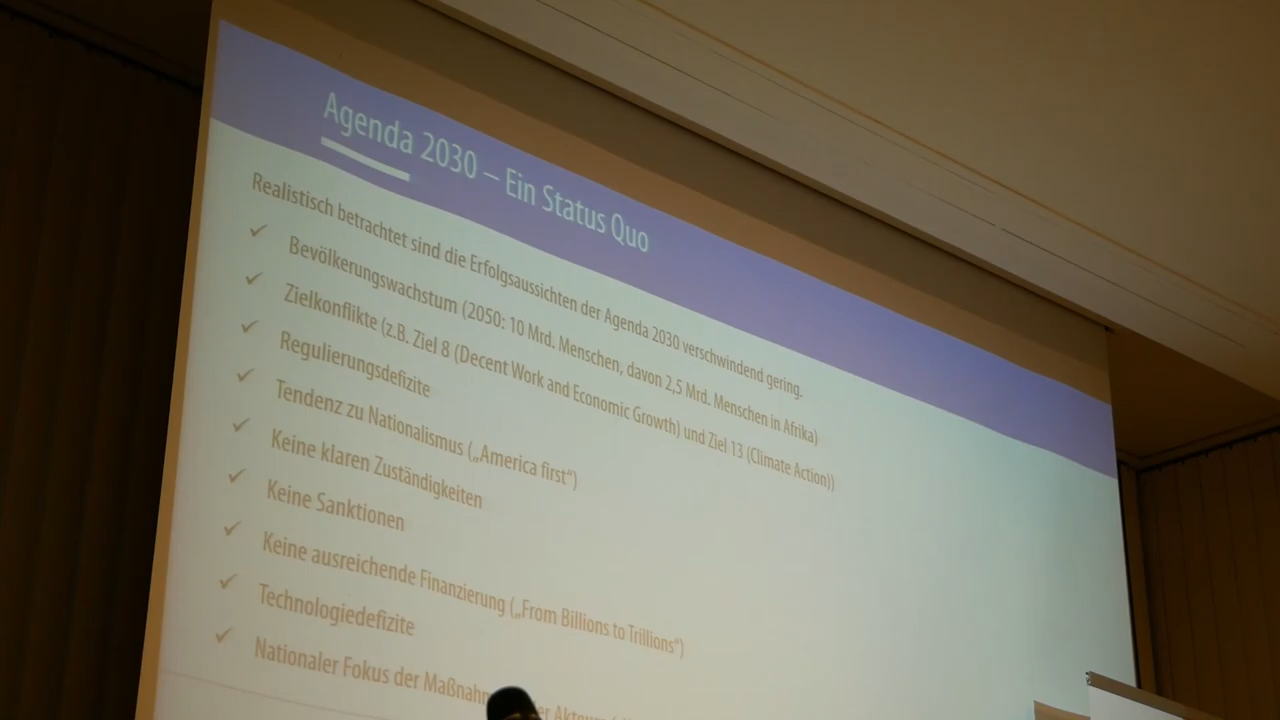 Agenda 2030 – Ein Status Quo
Realistisch betrachtet sind die Erfolgsaussichten der Agenda 2030 verschwindend gering.
✓ Bevölkerungswachstum (2050: 10 Mrd. Menschen, davon 2,5 Mrd. Menschen in Afrika)
✓ Zielkonflikte (z.B. Ziel 8 (Decent Work and Economic Growth) und Ziel 13 (Climate Action))
✓ Regulierungsdefizite
✓ Tendenz zu Nationalismus („America first“)
✓ Keine klaren Zuständigkeiten
✓ Keine Sanktionen
✓ Keine ausreichende Finanzierung („From Billions to Trillions“)
✓ Technologiedefizite
✓ Nationaler Fokus der